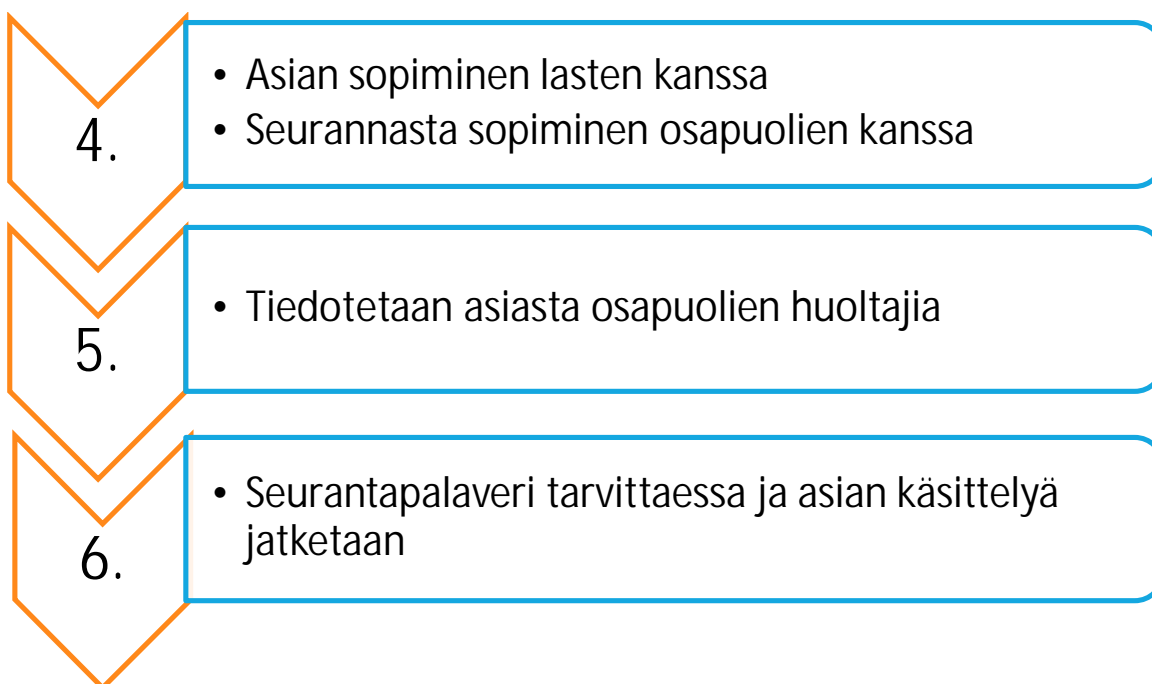 4.
• Asian sopiminen lasten kanssa
• Seurannasta sopiminen osapuolien kanssa
5.
• Tiedotetaan asiasta osapuolien huoltajia
6.
• Seurantapalaveri tarvittaessa ja asian käsittelyä
jatketaan